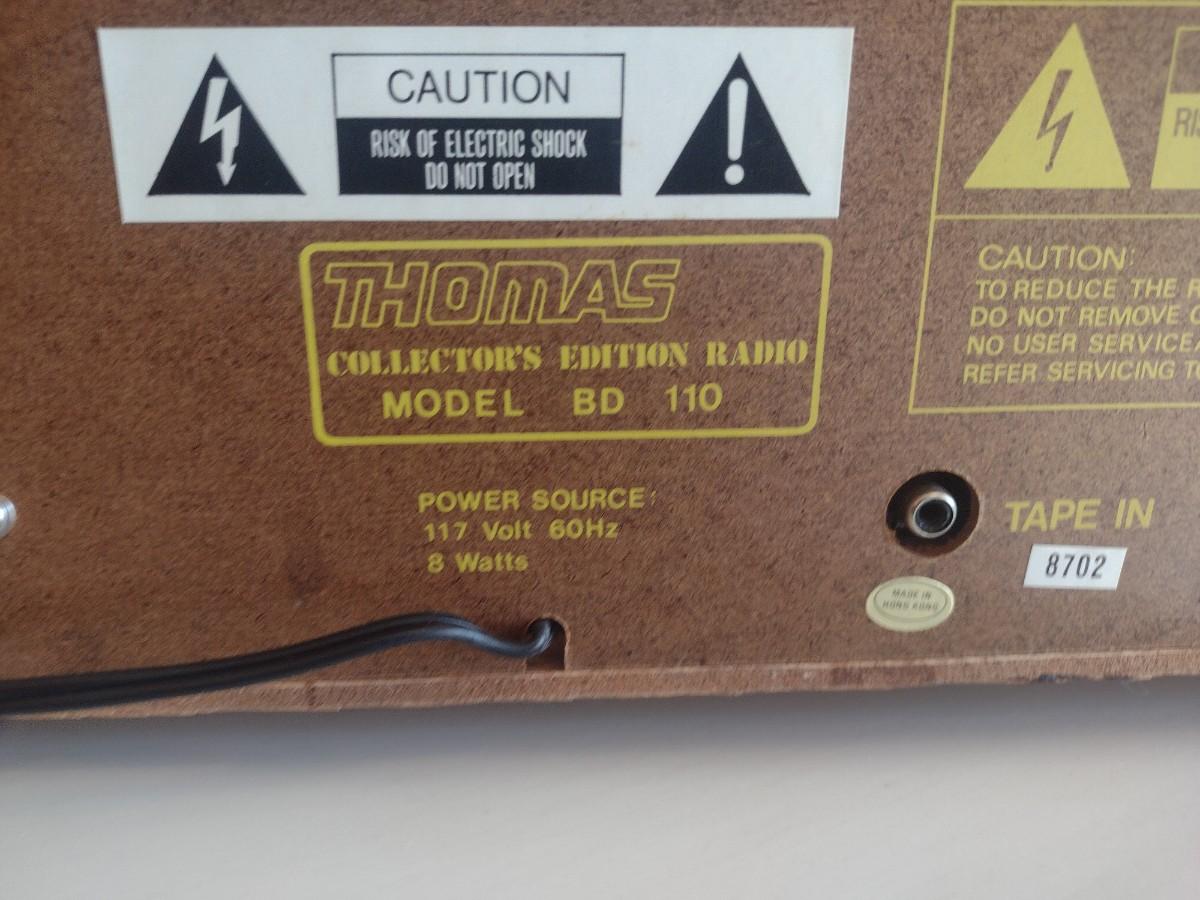 CAUTION
RISK OF ELECTRIC SHOCK
DO NOT OPEN
THOMAS
COLLECTOR'S EDITION RADIO
MODEL BD 110
POWER SOURCE:
117 Volt 60Hz
8 Watts
CAUTION:
TO REDUCE THE
DO NOT REMOVE
NO USER
REFER SERVICING
TAPE IN
8702
MADE IN
HONG KONG